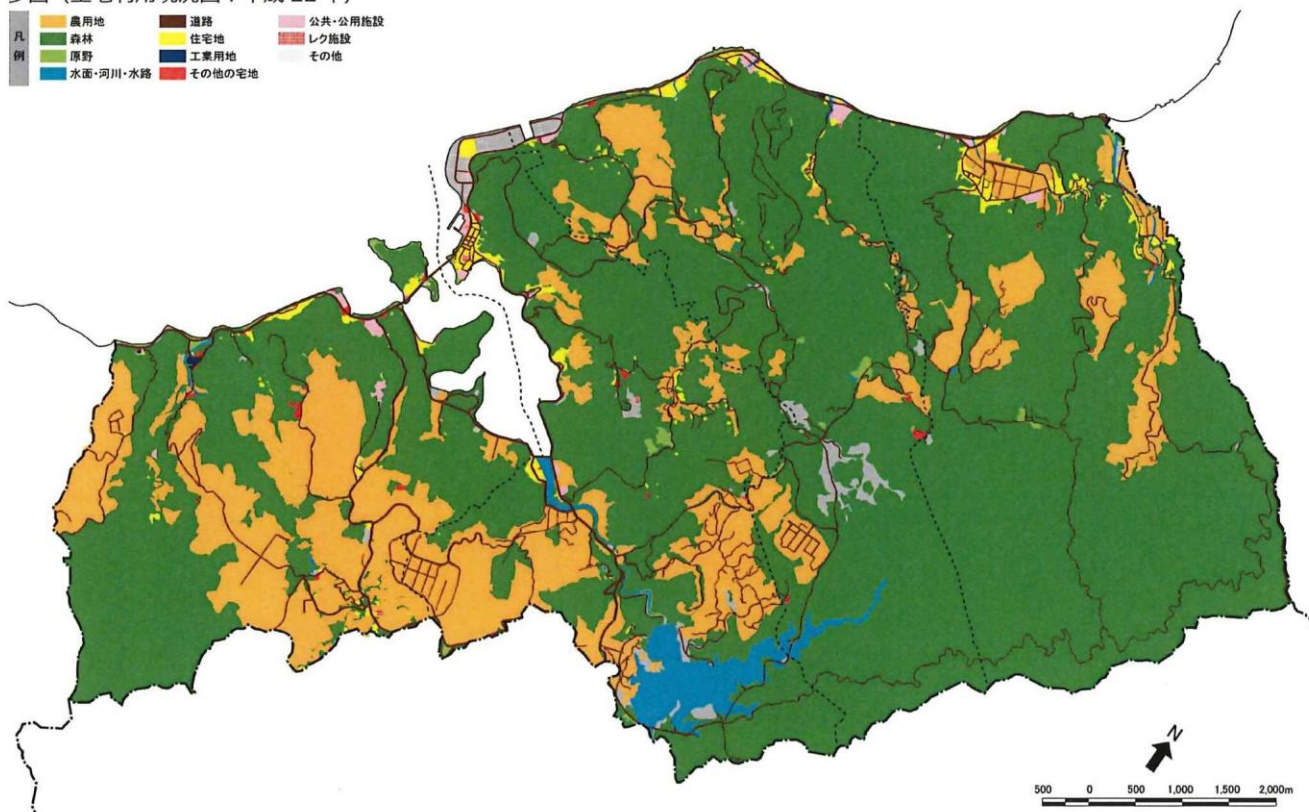 凡例
農用地
森林
原野
水面・河川・水路
道路
住宅地
工業用地
その他の宅地
公共・公用施設
レク施設
その他
N
500 0 500 1,000 1,500 2,000m